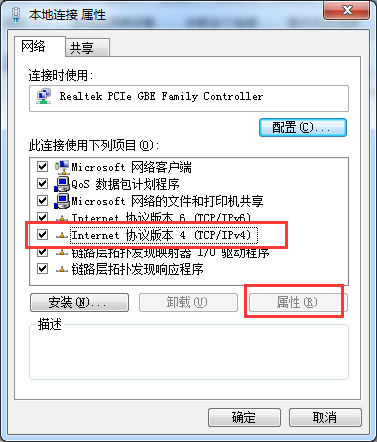 本地连接 属性
网络
共享
连接时使用：
Realtek PCIe GBE Family Controller
配置(C)...
此连接使用下列项目(O)：
Microsoft 网络客户端
QoS 数据包计划程序
Microsoft 网络的文件和打印机共享
Internet 协议版本 6 (TCP/IPv6)
Internet 协议版本 4 (TCP/IPv4)
链路层拓扑发现映射器 I/O 驱动程序
链路层拓扑发现响应程序
安装(N)...
卸载(U)
属性(R)
描述
确定
取消